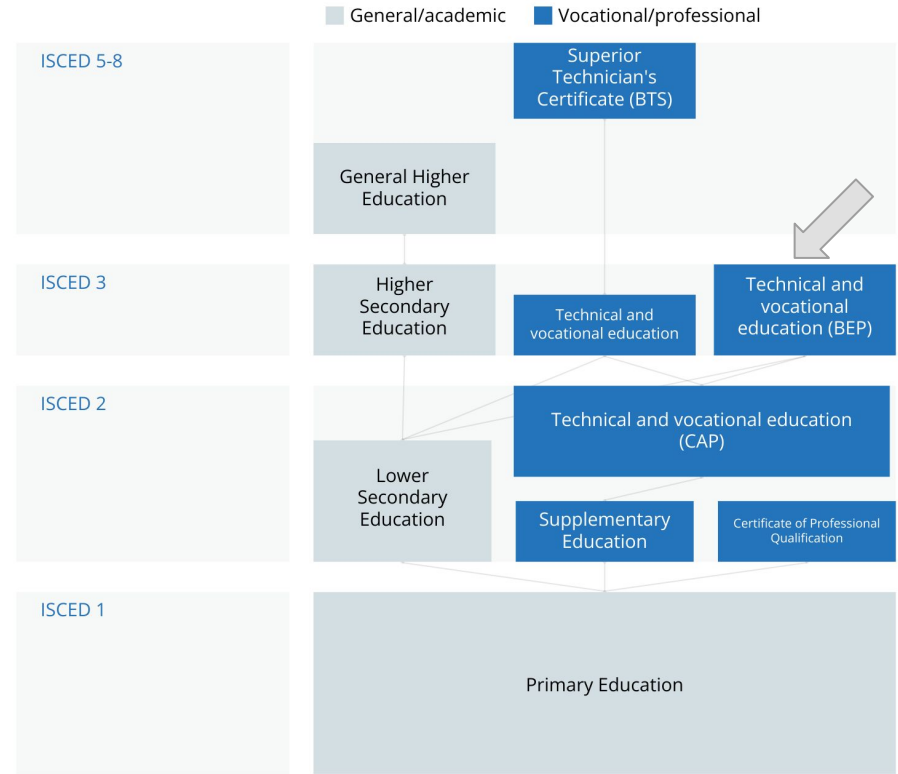 General/academic
Vocational/professional
ISCED 5-8
Superior
Technician's
Certificate (BTS)
General Higher
Education
ISCED 3
Higher
Secondary
Education
Technical and
vocational education
Technical and
vocational
education (BEP)
ISCED 2
Technical and vocational education
(CAP)
Lower
Secondary
Education
Supplementary
Education
Certificate of Professional
Qualification
ISCED 1
Primary Education